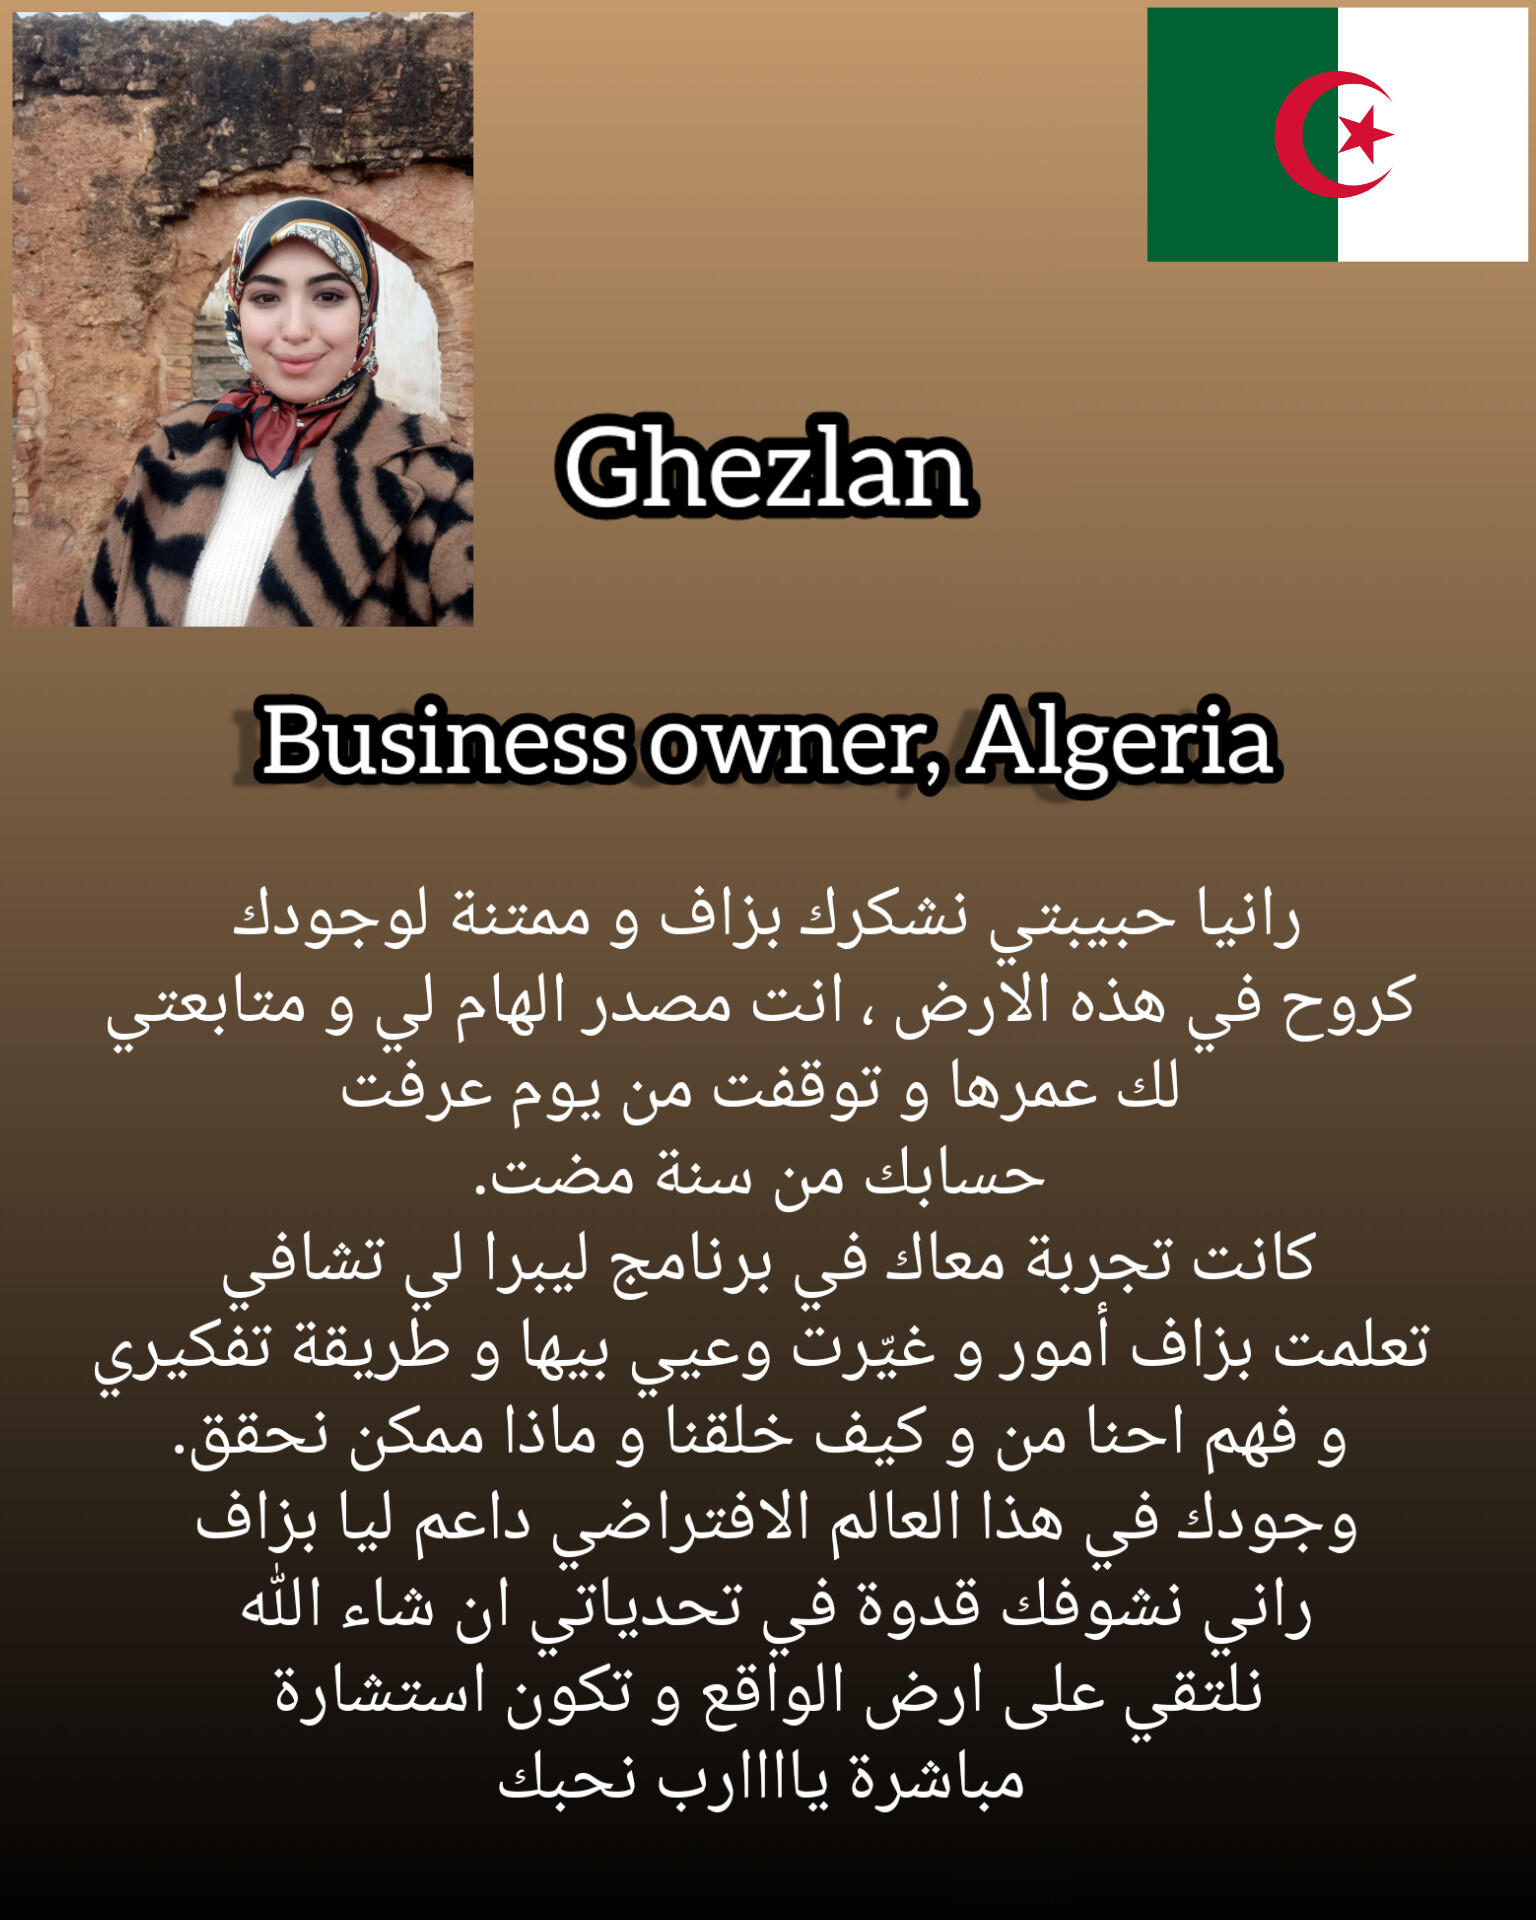 Ghezlan
Business owner, Algeria
رانيا حبيبتي نشكرك بزاف و ممتنة لوجودك
كروح في هذه الارض ، انت مصدر الهام لي و متابعتي
لك عمرها و توقفت من يوم عرفت
حسابك من سنة مضت.
كانت تجربة معاك في برنامج ليبرا لي تشافي
تعلمت بزاف أمور و غيّرت وعيي بيها و طريقة تفكيري
و فهم احنا من و كيف خلقنا و ماذا ممكن نحقق.
وجودك في هذا العالم الافتراضي داعم ليا بزاف
راني نشوفك قدوة في تحدياتي ان شاء الله
نلتقي على ارض الواقع و تكون استشارة
مباشرة يااااارب نحبك